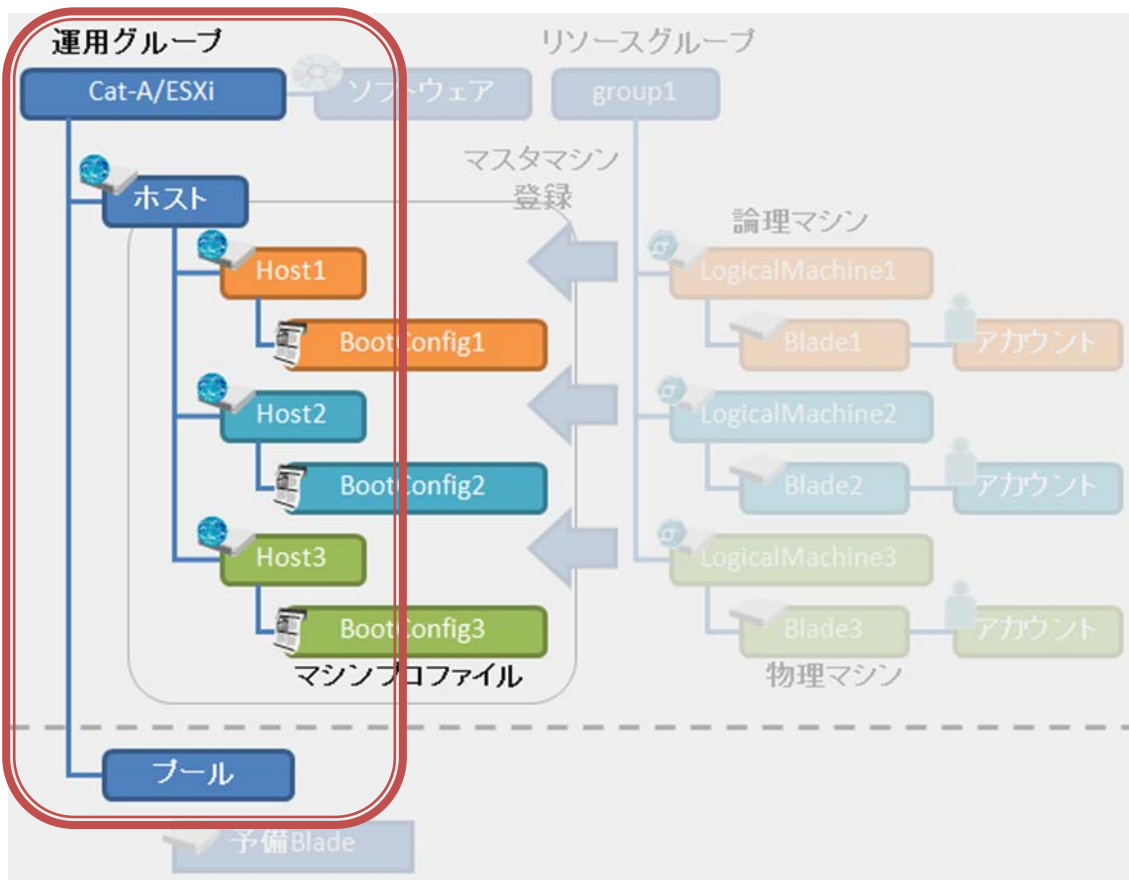 運用グループ
リソースグループ
Cat-A/ESXi
ソフトウェア
group1
マスタマシン
登録
ホスト
論理マシン
Host1
LogicalMachine1
BootConfig1
Blade1
アカウント
Host2
LogicalMachine2
BootConfig2
Blade2
アカウント
Host3
LogicalMachine3
BootConfig3
Blade3
アカウント
マシンプロファイル
物理マシン
プール
予備Blade